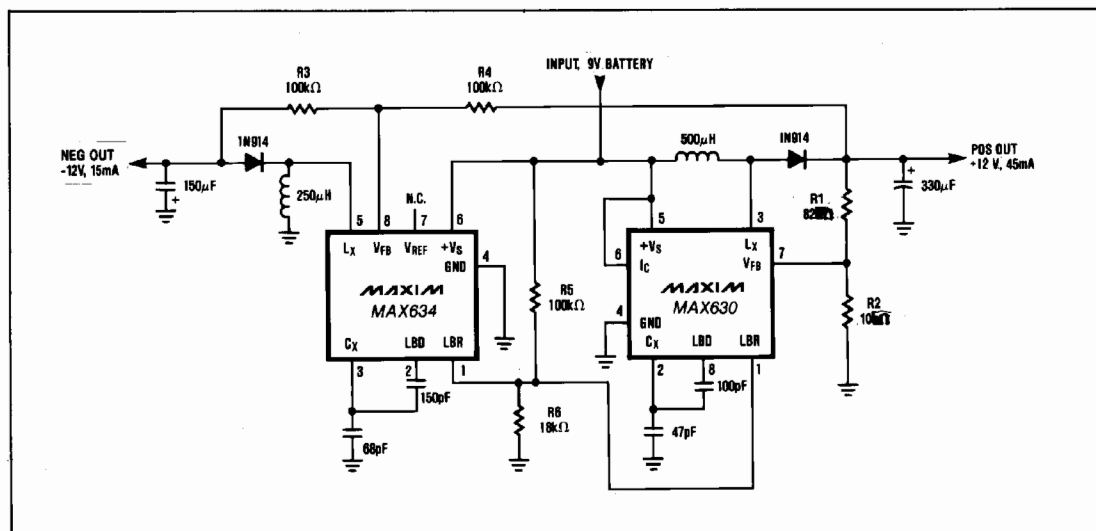 INPUT, 9V BATTERY
R3
100kΩ
R4
100kΩ
NEG OUT
-12V, 15mA
1N914
150μF
+
250μH
500μH
1N914
POS OUT
+12 V, 45mA
330μF
+
R1
R2
N.C.
5
8
7
6
LX
VFB
VREF
+VS
GND
4
MAXIM
MAX634
CX
LBD
LBR
3
2
1
150pF
68pF
R5
100kΩ
R6
18kΩ
5
3
+VS
LX
6
IC
VFB
7
MAXIM
MAX630
4
GND
CX
LBD
LBR
2
8
1
100pF
47pF